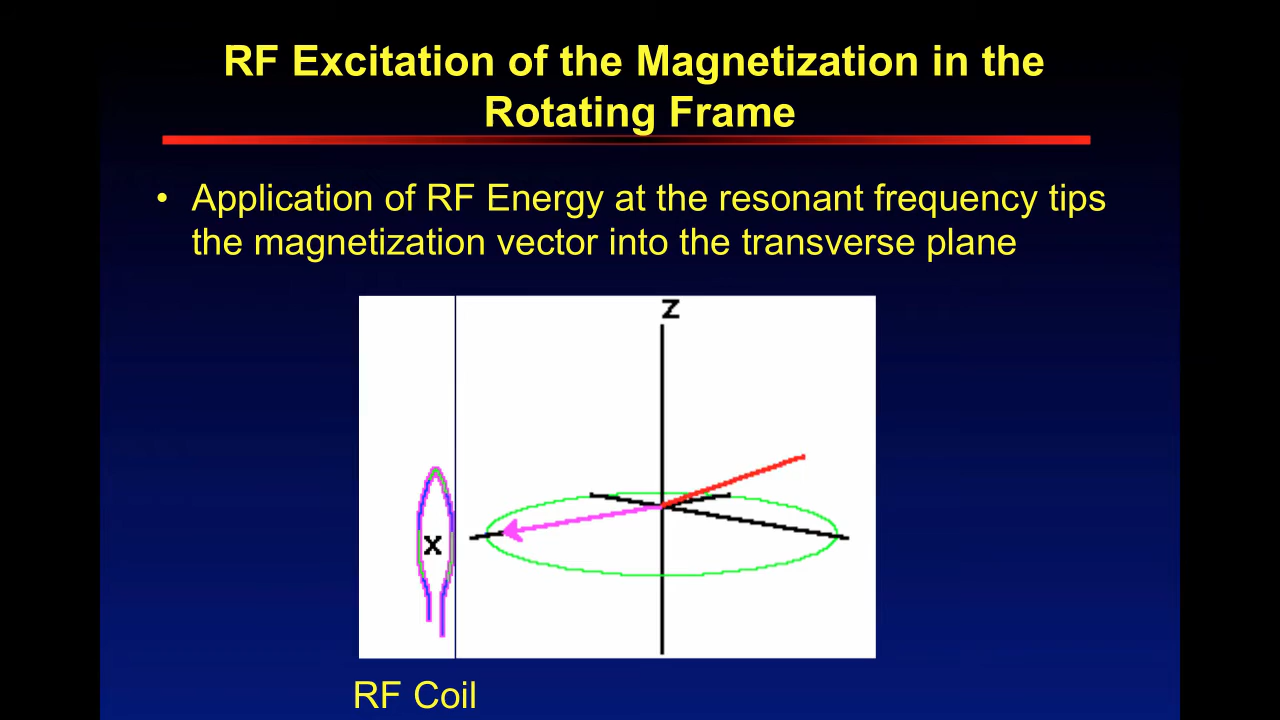 RF Excitation of the Magnetization in the
Rotating Frame
• Application of RF Energy at the resonant frequency tips
the magnetization vector into the transverse plane
Z
X
RF Coil